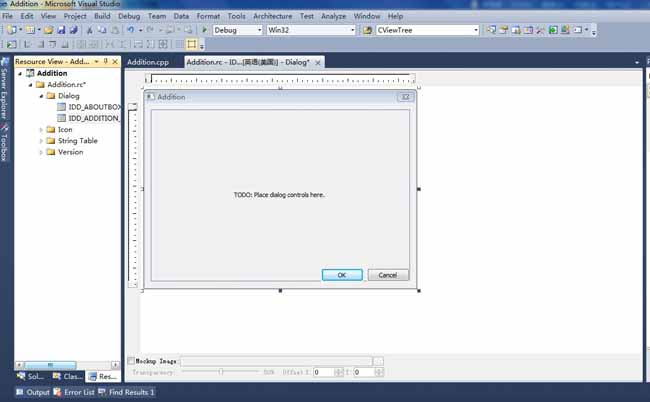 Addition - Microsoft Visual Studio
File Edit View Project Build Debug Team Data Format Tools Architecture Test Analyze Window Help
Debug Win32 CViewTree
Resource View - Add...
Addition.cpp Addition.rc - ID...[英语(美国)] - Dialog*
Server Explorer
Toolbox
Addition
Addition.rc*
Dialog
IDD_ABOUTBOX
IDD_ADDITION_
Icon
String Table
Version
Addition
TODO: Place dialog controls here.
OK Cancel
Mockup Image:
Transparency: 50% Offset X: 0 Y: 0
Sol... Clas... Res...
Output Error List Find Results 1